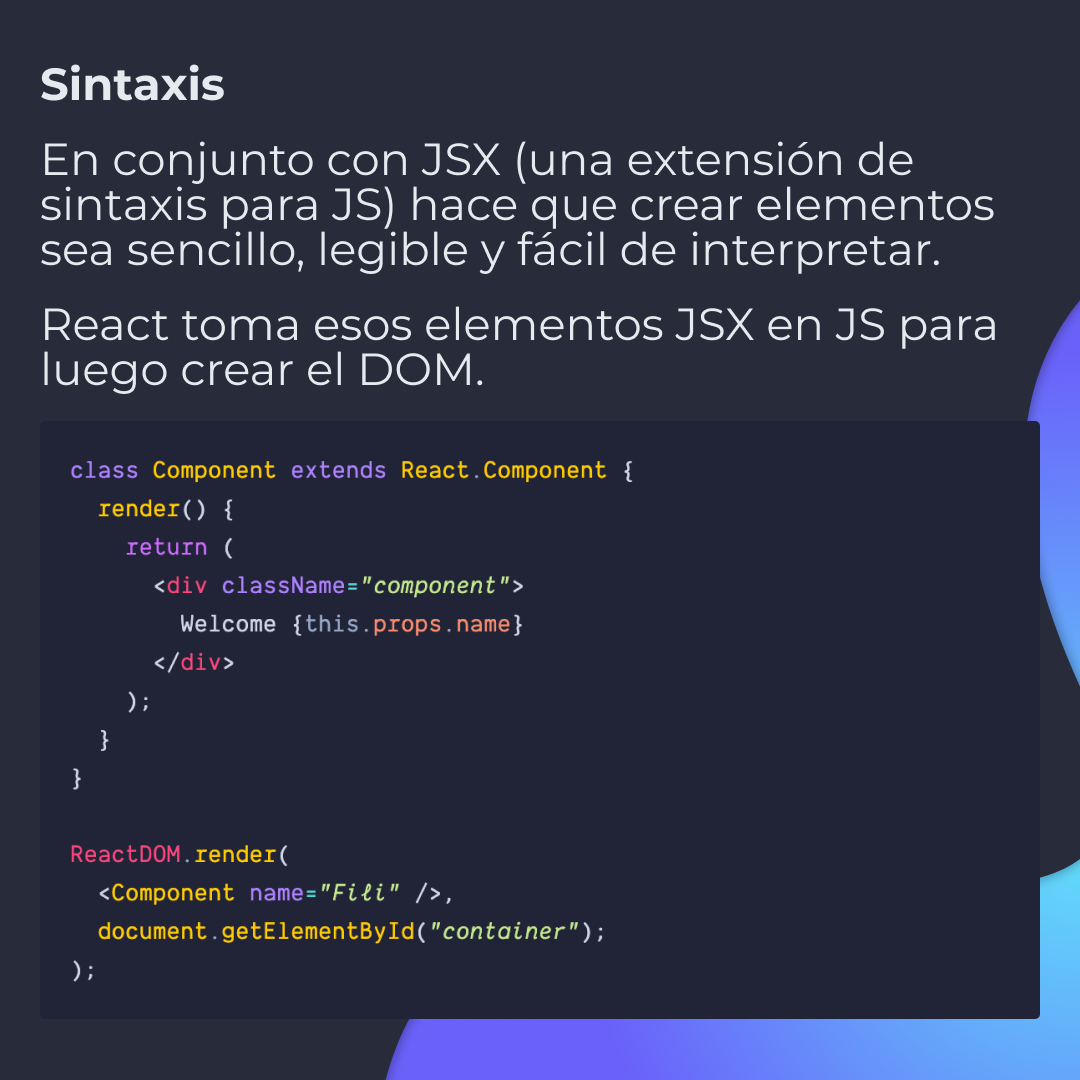 Sintaxis
En conjunto con JSX (una extensión de
sintaxis para JS) hace que crear elementos
sea sencillo, legible y fácil de interpretar.
React toma esos elementos JSX en JS para
luego crear el DOM.
class Component extends React.Component {
  render() {
    return (
      <div className="component">
        Welcome {this.props.name}
      </div>
    );
  }
}
ReactDOM.render(
  <Component name="Fili" />,
  document.getElementById("container");
);